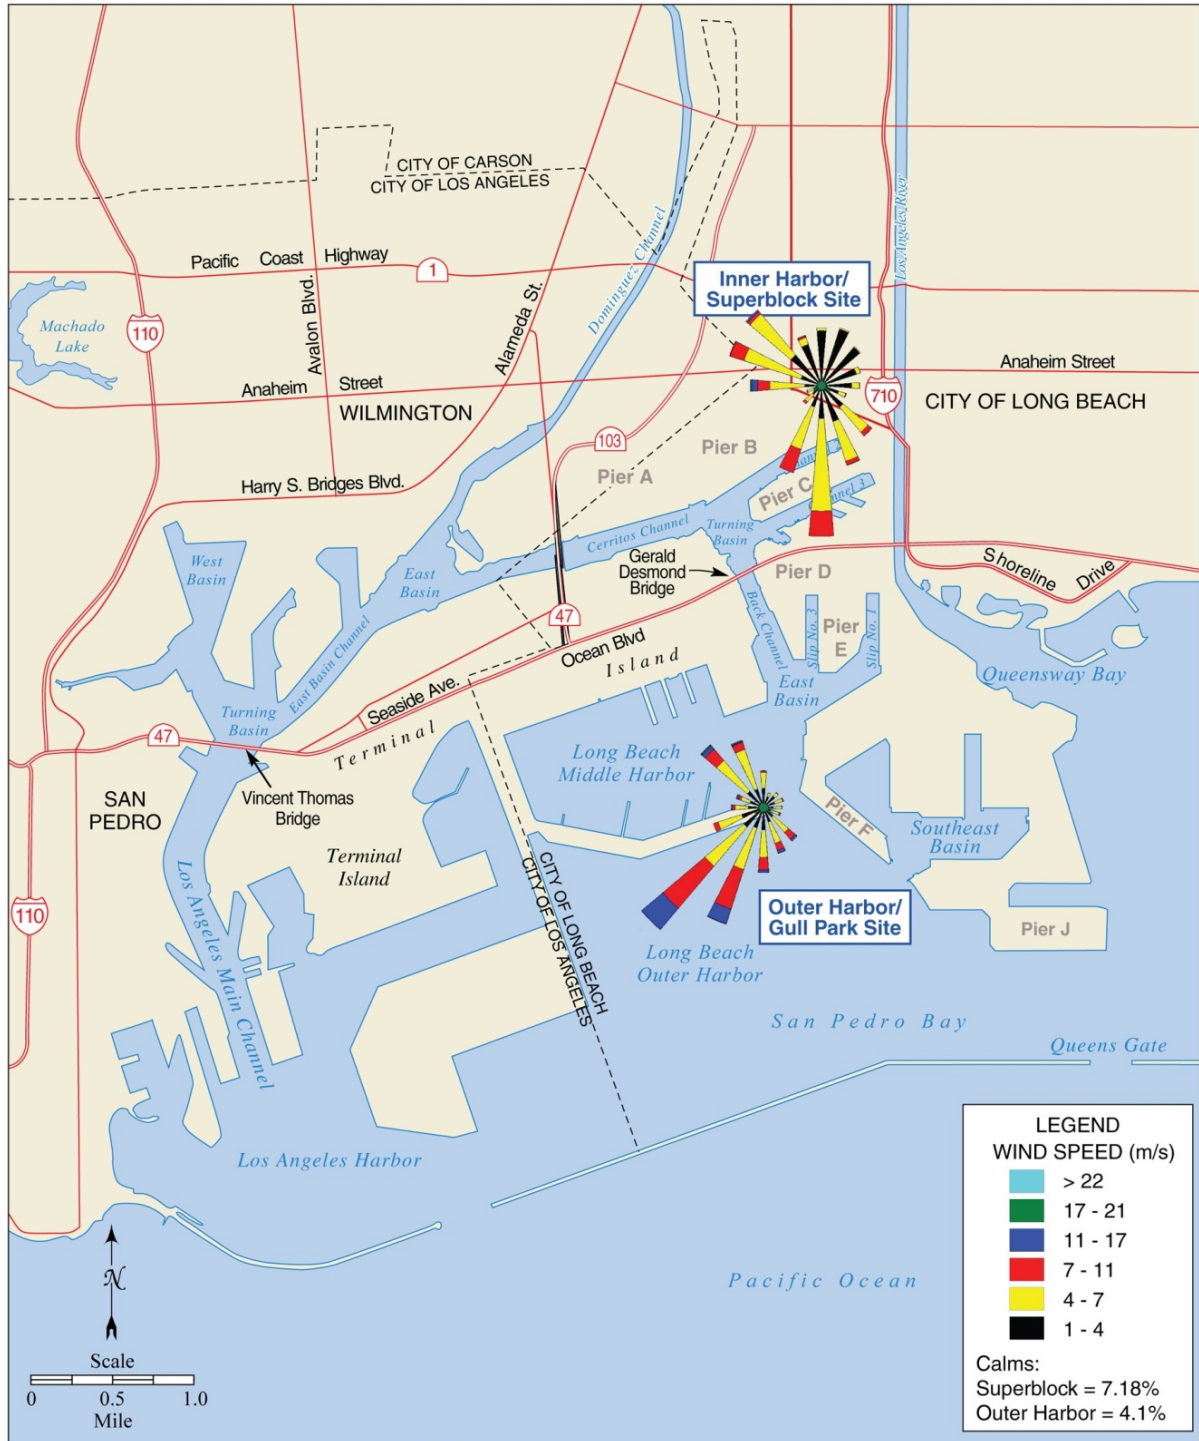 CITY OF CARSON
CITY OF LOS ANGELES
Pacific Coast Highway
1
Dominguez Channel
Los Angeles River
Inner Harbor/
Superblock Site
Machado
Lake
110
Avalon Blvd.
Alameda St.
Anaheim Street
Anaheim Street
WILMINGTON
710
CITY OF LONG BEACH
103
Pier B
Pier A
Harry S. Bridges Blvd.
Pier C
Cerritos Channel
Turning
Basin
West
Basin
East
Basin
Gerald
Desmond
Bridge
Pier D
Shoreline Drive
47
Back Channel
Slip No. 3
Pier
E
Slip No. 1
Ocean Blvd
East Basin Channel
Seaside Ave.
Terminal Island
East
Basin
Queensway Bay
Turning
Basin
47
Long Beach
Middle Harbor
SAN
PEDRO
Vincent Thomas
Bridge
Pier F
Southeast
Basin
Terminal
Island
CITY OF LONG BEACH
CITY OF LOS ANGELES
110
Los Angeles Main Channel
Outer Harbor/
Gull Park Site
Pier J
Long Beach
Outer Harbor
San Pedro Bay
Queens Gate
Los Angeles Harbor
Pacific Ocean
N
Scale
0 0.5 1.0
Mile
LEGEND
WIND SPEED (m/s)
> 22
17 - 21
11 - 17
7 - 11
4 - 7
1 - 4
Calms:
Superblock = 7.18%
Outer Harbor = 4.1%